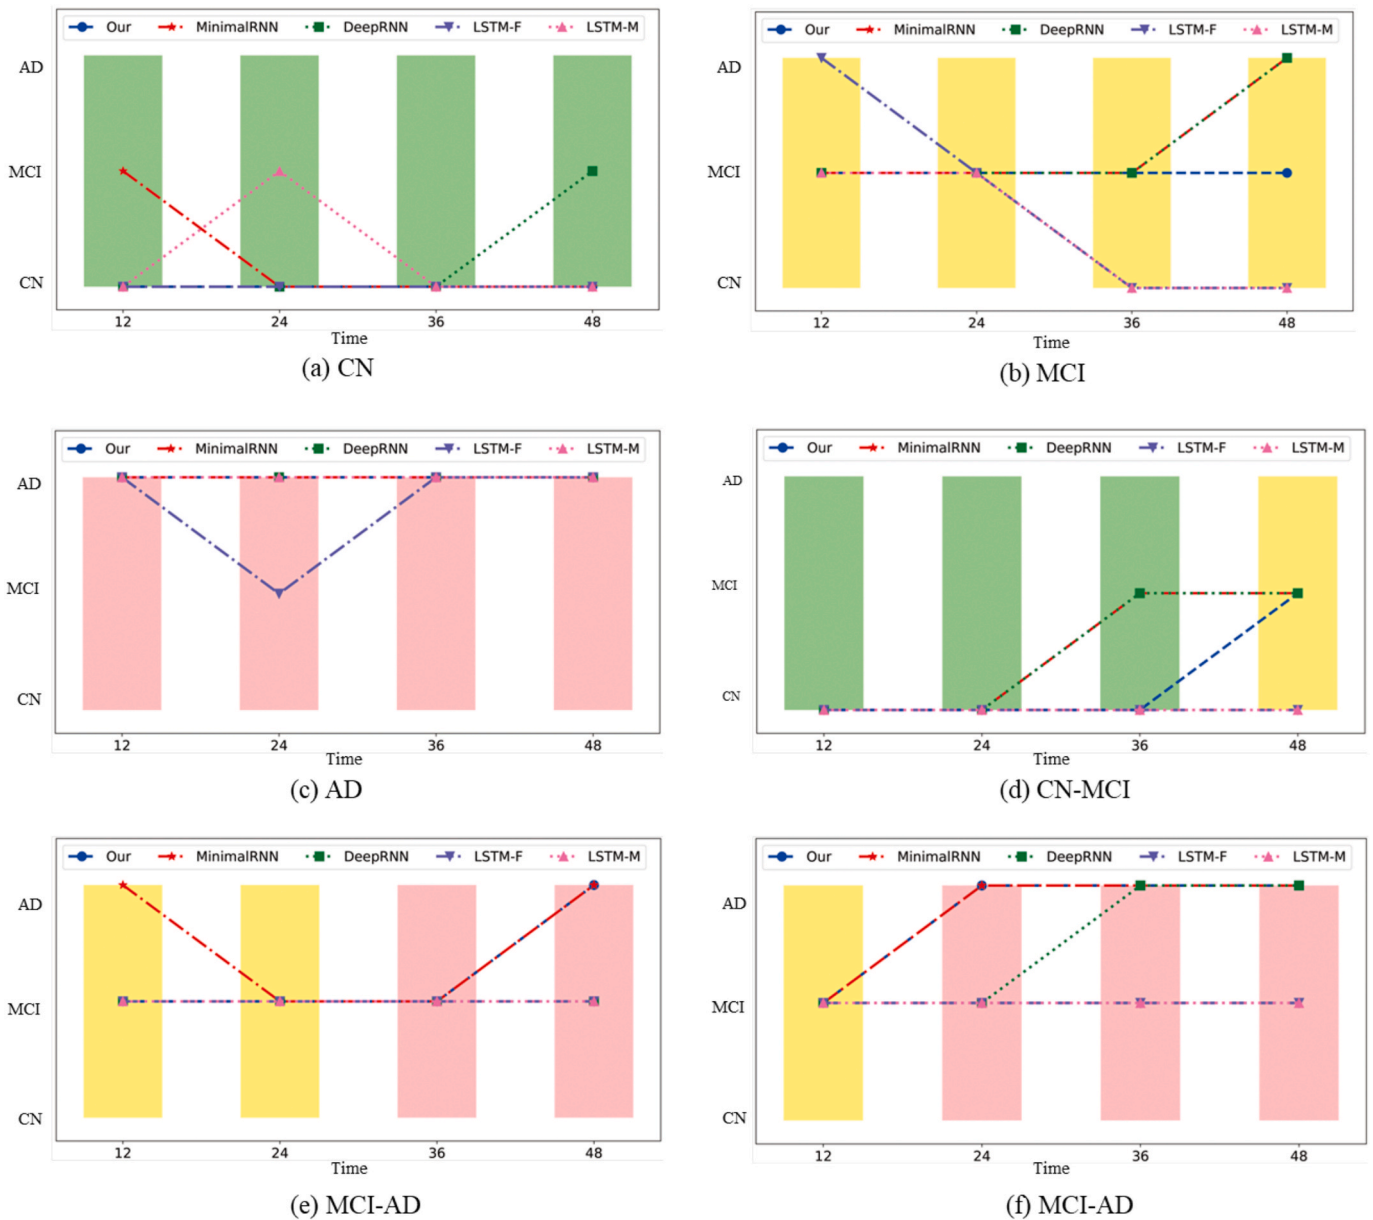 Our MinimalRNN DeepRNN LSTM-F LSTM-M
AD
MCI
CN
12 24 36 48
Time
(a) CN
Our MinimalRNN DeepRNN LSTM-F LSTM-M
AD
MCI
CN
12 24 36 48
Time
(b) MCI
Our MinimalRNN DeepRNN LSTM-F LSTM-M
AD
MCI
CN
12 24 36 48
Time
(c) AD
Our MinimalRNN DeepRNN LSTM-F LSTM-M
AD
MCI
CN
12 24 36 48
Time
(d) CN-MCI
Our MinimalRNN DeepRNN LSTM-F LSTM-M
AD
MCI
CN
12 24 36 48
Time
(e) MCI-AD
Our MinimalRNN DeepRNN LSTM-F LSTM-M
AD
MCI
CN
12 24 36 48
Time
(f) MCI-AD